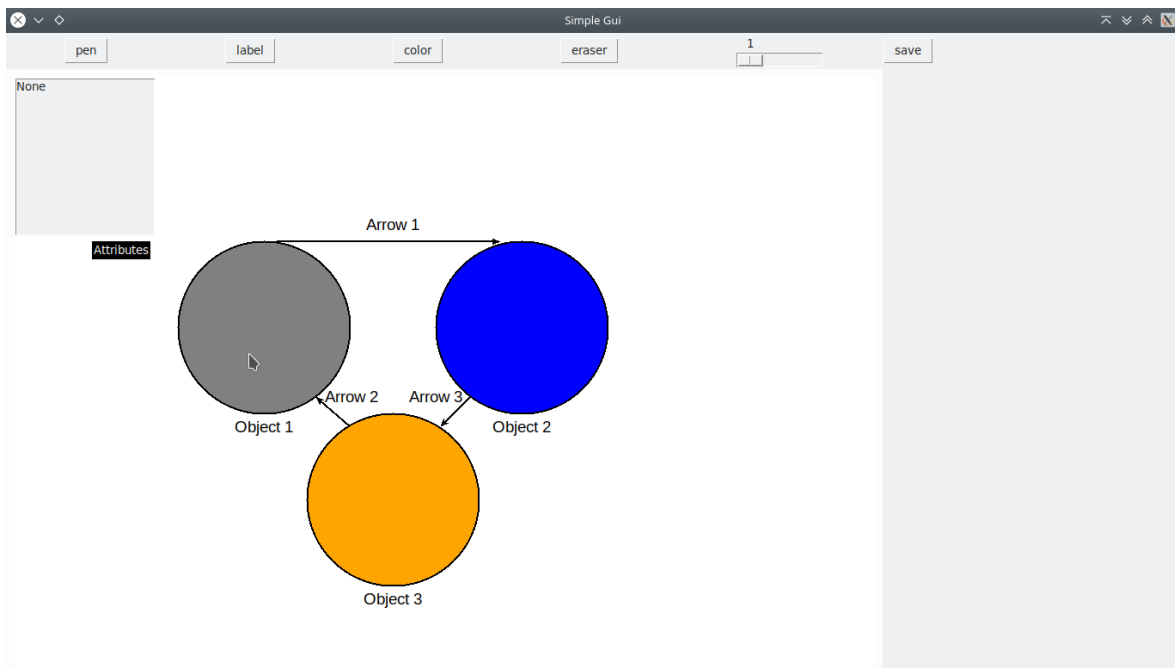 Simple Gui
pen label color eraser 1 save
None
Attributes
Arrow 1
Arrow 2 Arrow 3
Object 1 Object 2
Object 3